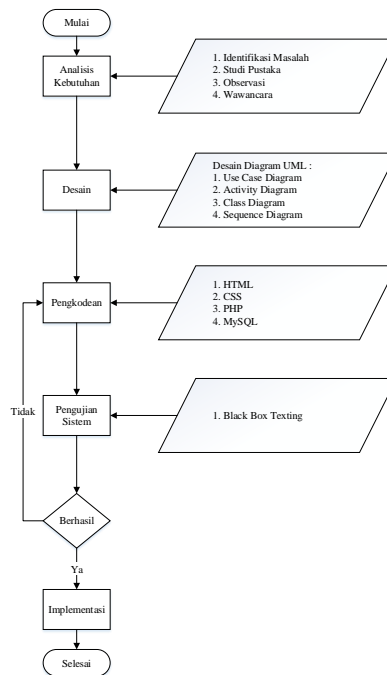 Mulai
Analisis
Kebutuhan
1. Identifikasi Masalah
2. Studi Pustaka
3. Observasi
4. Wawancara
Desain
Desain Diagram UML :
1. Use Case Diagram
2. Activity Diagram
3. Class Diagram
4. Sequence Diagram
Pengkodean
1. HTML
2. CSS
3. PHP
4. MySQL
Tidak
Pengujian
Sistem
1. Black Box Texting
Berhasil
Ya
Implementasi
Selesai